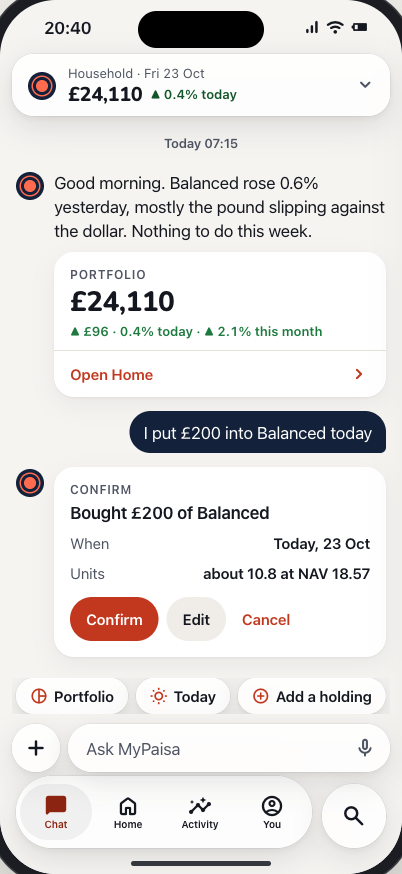 20:40
Household · Fri 23 Oct
£24,110 ▲ 0.4% today
Today 07:15
Good morning. Balanced rose 0.6%
yesterday, mostly the pound slipping against
the dollar. Nothing to do this week.
PORTFOLIO
£24,110
▲ £96 · 0.4% today · ▲ 2.1% this month
Open Home
I put £200 into Balanced today
CONFIRM
Bought £200 of Balanced
When Today, 23 Oct
Units about 10.8 at NAV 18.57
Confirm Edit Cancel
Portfolio Today Add a holding
Ask MyPaisa
Chat Home Activity You